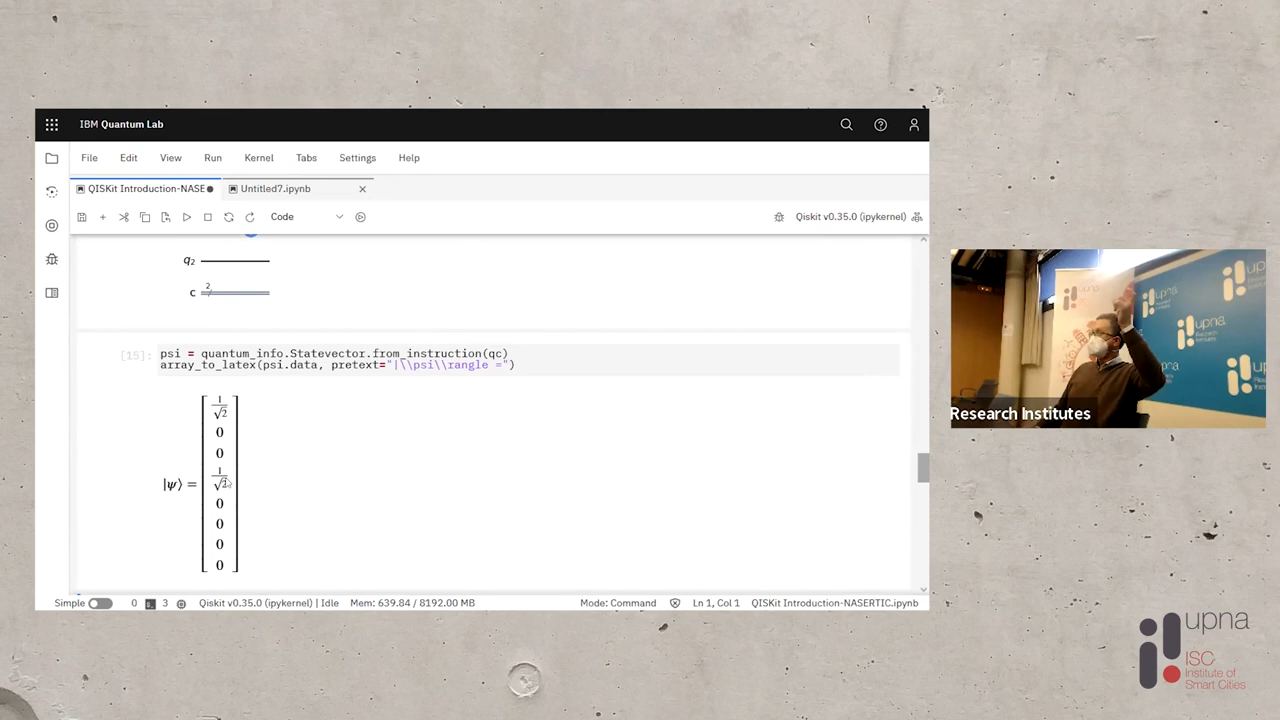 IBM Quantum Lab
File Edit View Run Kernel Tabs Settings Help
QISKit Introduction-NASE Untitled7.ipynb
Code Qiskit v0.35.0 (ipykernel)
q₂
2
c
[15]: psi = quantum_info.Statevector.from_instruction(qc)
array_to_latex(psi.data, pretext="|\\psi\\rangle =")
1/√2
0
0
|ψ⟩ = 1/√2
0
0
0
0
Simple 0 3 Qiskit v0.35.0 (ipykernel) | Idle Mem: 639.84 / 8192.00 MB Mode: Command Ln 1, Col 1 QISKit Introduction-NASERTIC.ipynb
upna
upna
upna
upna
Research Institutes
upna
ISC
Institute of
Smart Cities